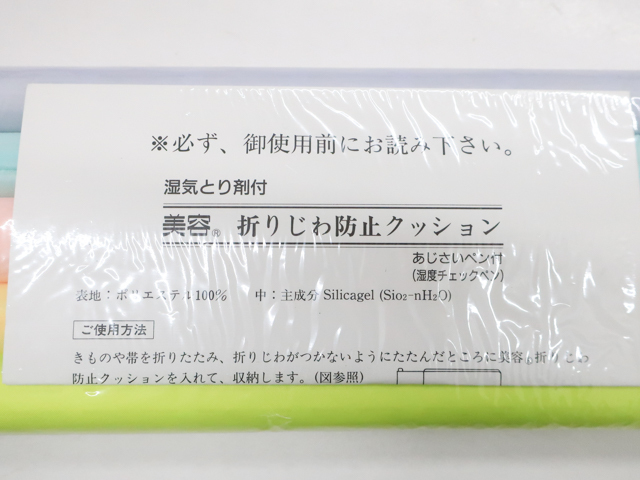 ※必ず、御使用前にお読み下さい。
湿気とり剤付
美容® 折りじわ防止クッション
あじさいペン付
(湿度チェックペン)
表地：ポリエステル100% 中：主成分 Silicagel (Sio₂-nH₂O)
ご使用方法
きものや帯を折りたたみ、折りじわがつかないようにたたんだところに美容®折りじわ
防止クッションを入れて、収納します。(図参照)